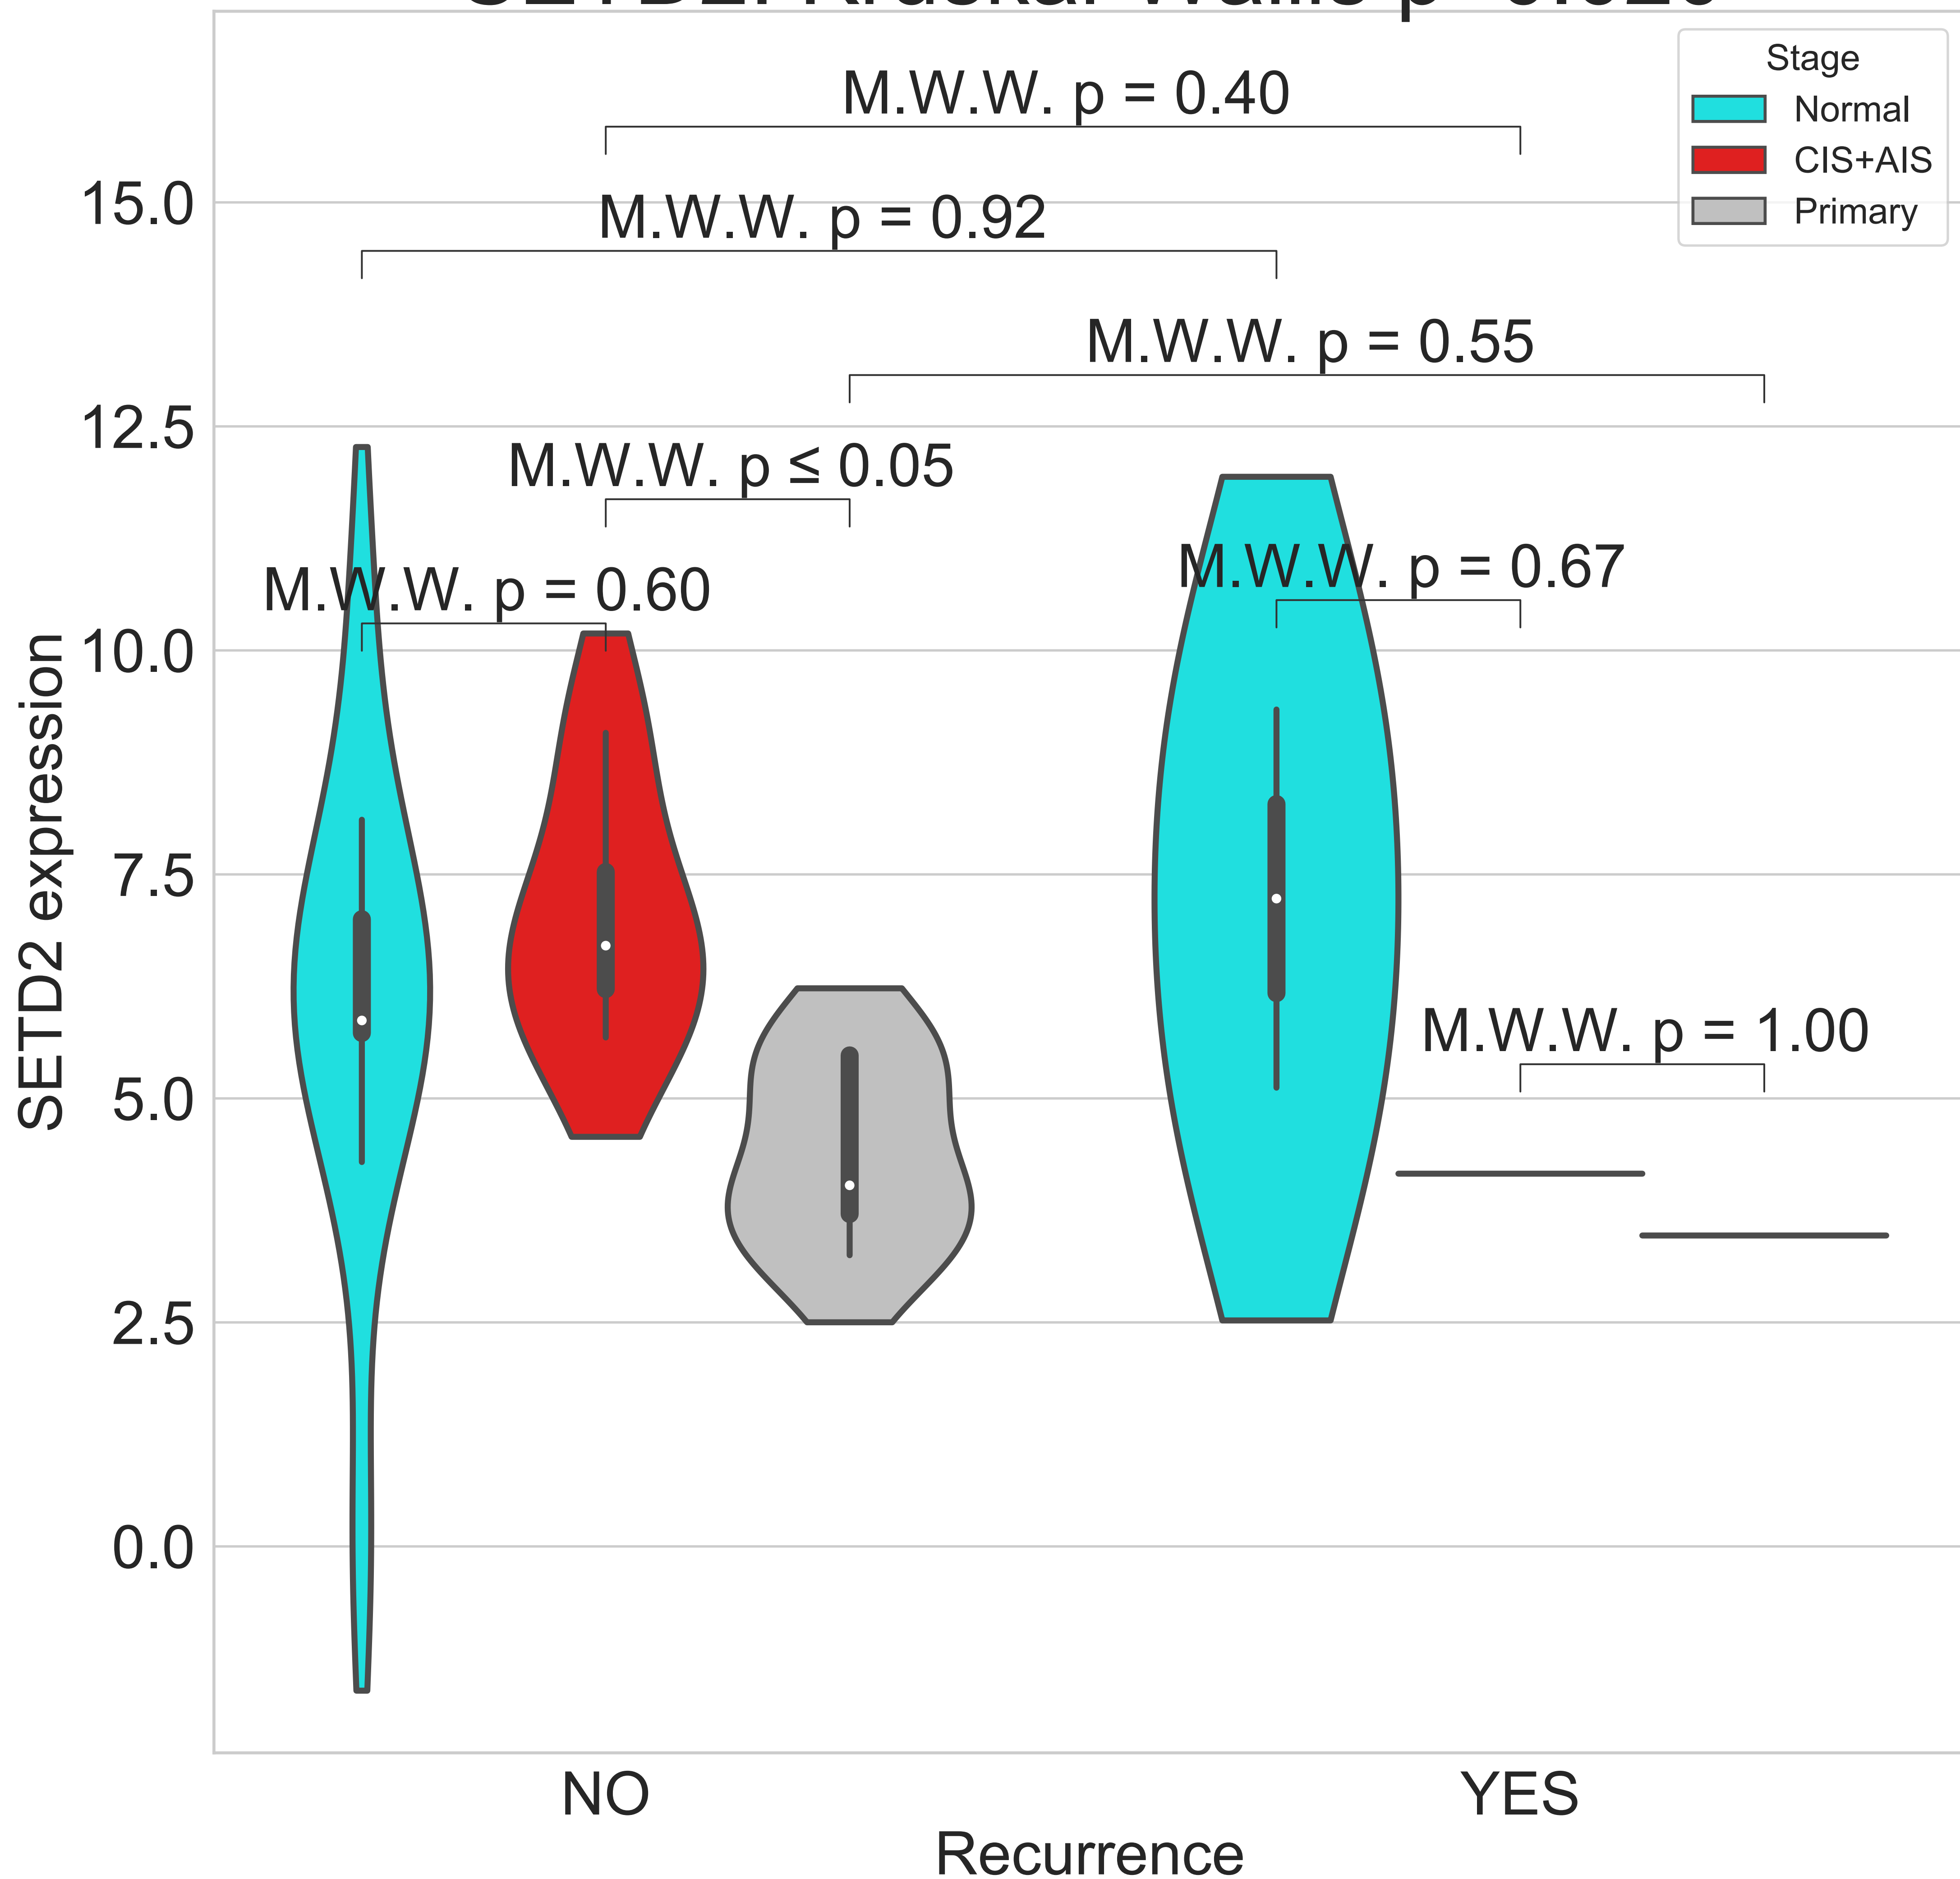 Stage
Normal
CIS+AIS
Primary
M.W.W. p = 0.40
M.W.W. p = 0.92
M.W.W. p = 0.55
M.W.W. p ≤ 0.05
M.W.W. p = 0.60
M.W.W. p = 0.67
M.W.W. p = 1.00
SETD2 expression
15.0
12.5
10.0
7.5
5.0
2.5
0.0
NO
YES
Recurrence